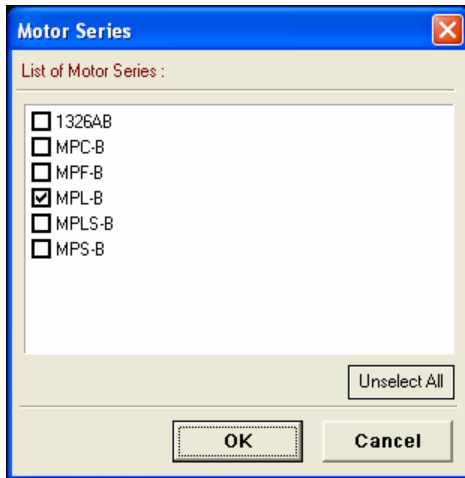 Motor Series
List of Motor Series :
1326AB
MPC-B
MPF-B
MPL-B
MPLS-B
MPS-B
Unselect All
OK
Cancel